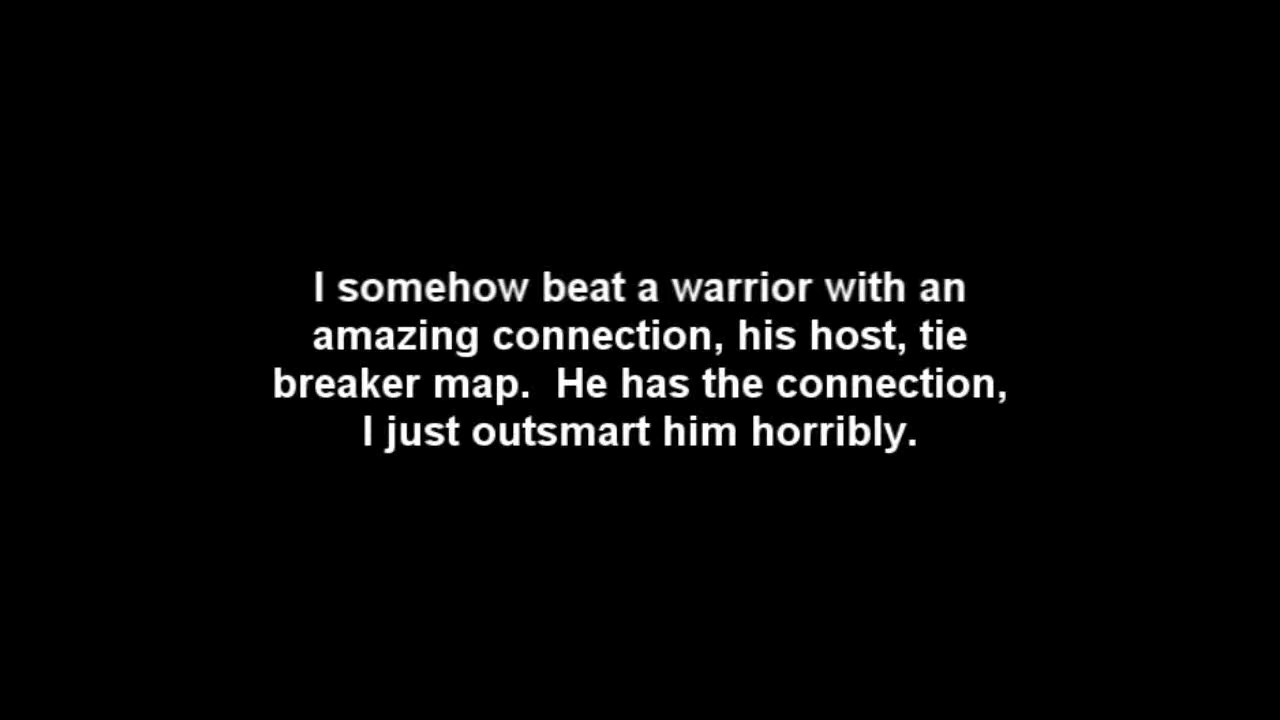 I somehow beat a warrior with an
amazing connection, his host, tie
breaker map.  He has the connection,
I just outsmart him horribly.